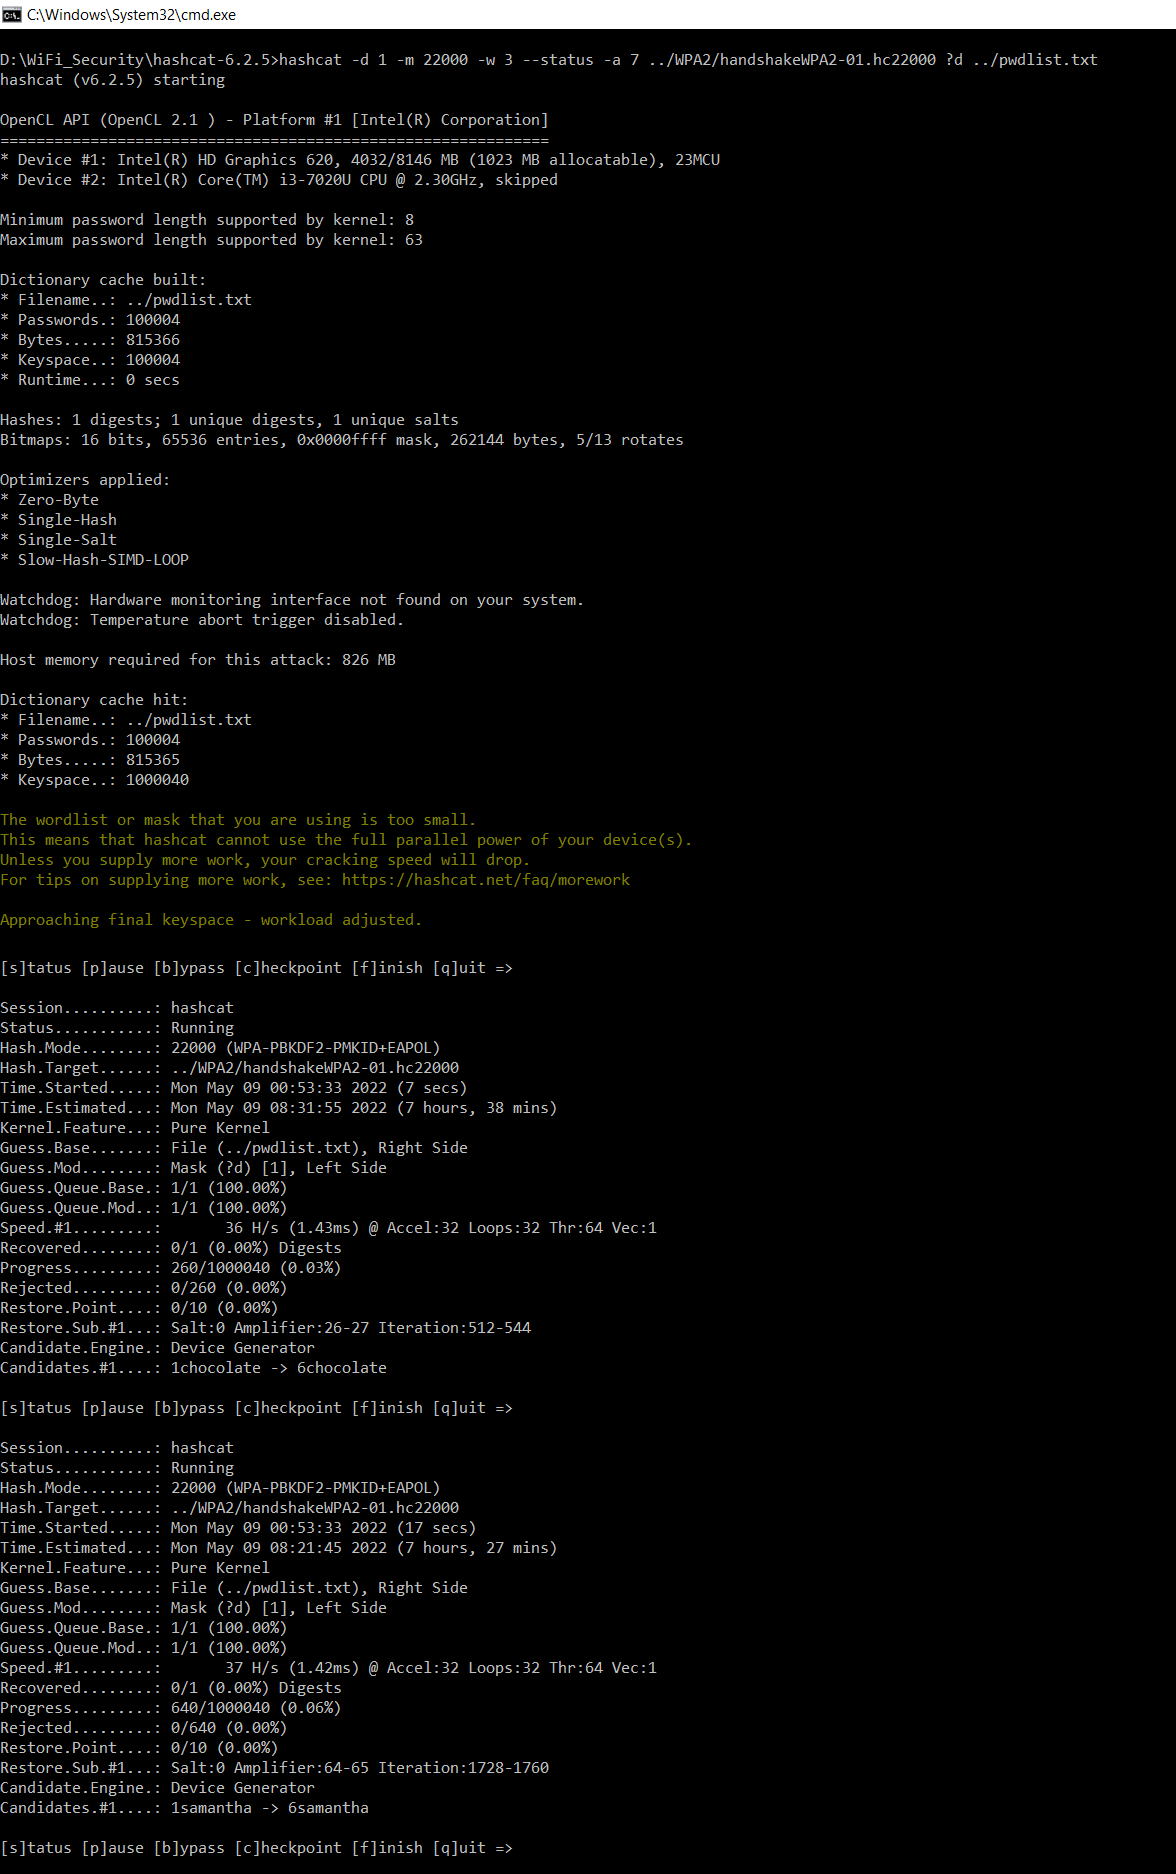 C:\Windows\System32\cmd.exe
D:\WiFi_Security\hashcat-6.2.5>hashcat -d 1 -m 22000 -w 3 --status -a 7 ../WPA2/handshakeWPA2-01.hc22000 ?d ../pwdlist.txt
hashcat (v6.2.5) starting
OpenCL API (OpenCL 2.1 ) - Platform #1 [Intel(R) Corporation]
=============================================================
* Device #1: Intel(R) HD Graphics 620, 4032/8146 MB (1023 MB allocatable), 23MCU
* Device #2: Intel(R) Core(TM) i3-7020U CPU @ 2.30GHz, skipped
Minimum password length supported by kernel: 8
Maximum password length supported by kernel: 63
Dictionary cache built:
* Filename..: ../pwdlist.txt
* Passwords.: 100004
* Bytes.....: 815366
* Keyspace..: 100004
* Runtime...: 0 secs
Hashes: 1 digests; 1 unique digests, 1 unique salts
Bitmaps: 16 bits, 65536 entries, 0x0000ffff mask, 262144 bytes, 5/13 rotates
Optimizers applied:
* Zero-Byte
* Single-Hash
* Single-Salt
* Slow-Hash-SIMD-LOOP
Watchdog: Hardware monitoring interface not found on your system.
Watchdog: Temperature abort trigger disabled.
Host memory required for this attack: 826 MB
Dictionary cache hit:
* Filename..: ../pwdlist.txt
* Passwords.: 100004
* Bytes.....: 815365
* Keyspace..: 1000040
The wordlist or mask that you are using is too small.
This means that hashcat cannot use the full parallel power of your device(s).
Unless you supply more work, your cracking speed will drop.
For tips on supplying more work, see: https://hashcat.net/faq/morework
Approaching final keyspace - workload adjusted.
[s]tatus [p]ause [b]ypass [c]heckpoint [f]inish [q]uit =>
Session..........: hashcat
Status...........: Running
Hash.Mode........: 22000 (WPA-PBKDF2-PMKID+EAPOL)
Hash.Target......: ../WPA2/handshakeWPA2-01.hc22000
Time.Started.....: Mon May 09 00:53:33 2022 (7 secs)
Time.Estimated...: Mon May 09 08:31:55 2022 (7 hours, 38 mins)
Kernel.Feature...: Pure Kernel
Guess.Base.......: File (../pwdlist.txt), Right Side
Guess.Mod........: Mask (?d) [1], Left Side
Guess.Queue.Base.: 1/1 (100.00%)
Guess.Queue.Mod..: 1/1 (100.00%)
Speed.#1.........:       36 H/s (1.43ms) @ Accel:32 Loops:32 Thr:64 Vec:1
Recovered........: 0/1 (0.00%) Digests
Progress.........: 260/1000040 (0.03%)
Rejected.........: 0/260 (0.00%)
Restore.Point....: 0/10 (0.00%)
Restore.Sub.#1...: Salt:0 Amplifier:26-27 Iteration:512-544
Candidate.Engine.: Device Generator
Candidates.#1....: 1chocolate -> 6chocolate
[s]tatus [p]ause [b]ypass [c]heckpoint [f]inish [q]uit =>
Session..........: hashcat
Status...........: Running
Hash.Mode........: 22000 (WPA-PBKDF2-PMKID+EAPOL)
Hash.Target......: ../WPA2/handshakeWPA2-01.hc22000
Time.Started.....: Mon May 09 00:53:33 2022 (17 secs)
Time.Estimated...: Mon May 09 08:21:45 2022 (7 hours, 27 mins)
Kernel.Feature...: Pure Kernel
Guess.Base.......: File (../pwdlist.txt), Right Side
Guess.Mod........: Mask (?d) [1], Left Side
Guess.Queue.Base.: 1/1 (100.00%)
Guess.Queue.Mod..: 1/1 (100.00%)
Speed.#1.........:       37 H/s (1.42ms) @ Accel:32 Loops:32 Thr:64 Vec:1
Recovered........: 0/1 (0.00%) Digests
Progress.........: 640/1000040 (0.06%)
Rejected.........: 0/640 (0.00%)
Restore.Point....: 0/10 (0.00%)
Restore.Sub.#1...: Salt:0 Amplifier:64-65 Iteration:1728-1760
Candidate.Engine.: Device Generator
Candidates.#1....: 1samantha -> 6samantha
[s]tatus [p]ause [b]ypass [c]heckpoint [f]inish [q]uit =>